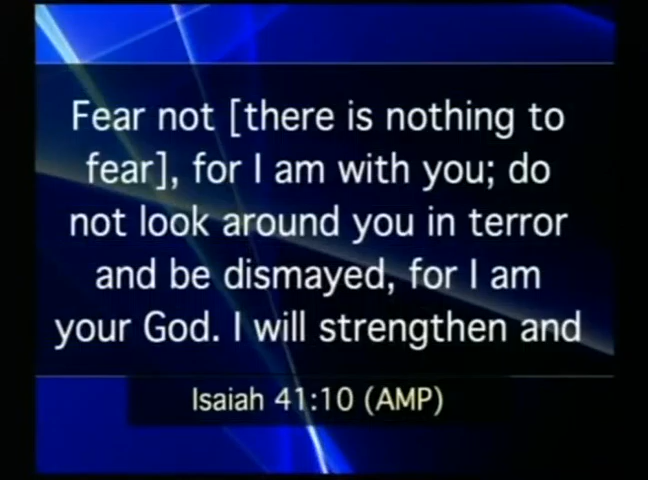 Fear not [there is nothing to
fear], for I am with you; do
not look around you in terror
and be dismayed, for I am
your God. I will strengthen and
Isaiah 41:10 (AMP)